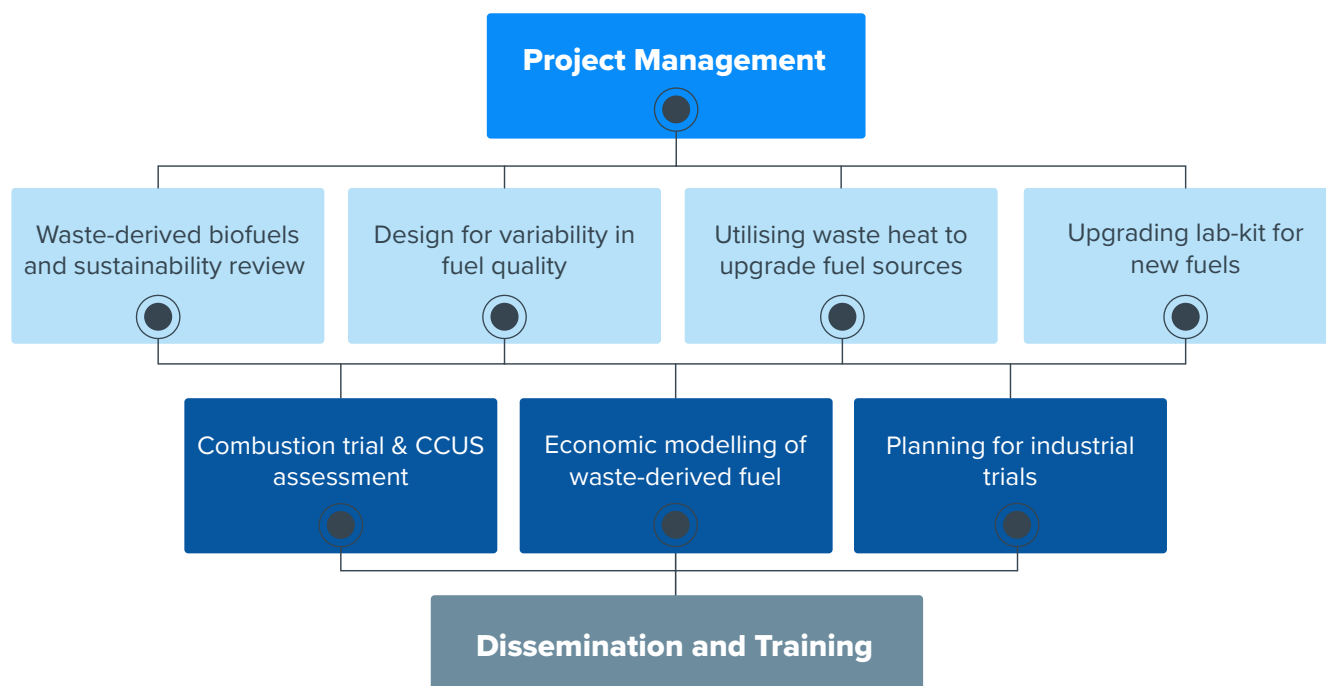 Project Management
Waste-derived biofuels
and sustainability review
Design for variability in
fuel quality
Utilising waste heat to
upgrade fuel sources
Upgrading lab-kit for
new fuels
Combustion trial & CCUS
assessment
Economic modelling of
waste-derived fuel
Planning for industrial
trials
Dissemination and Training